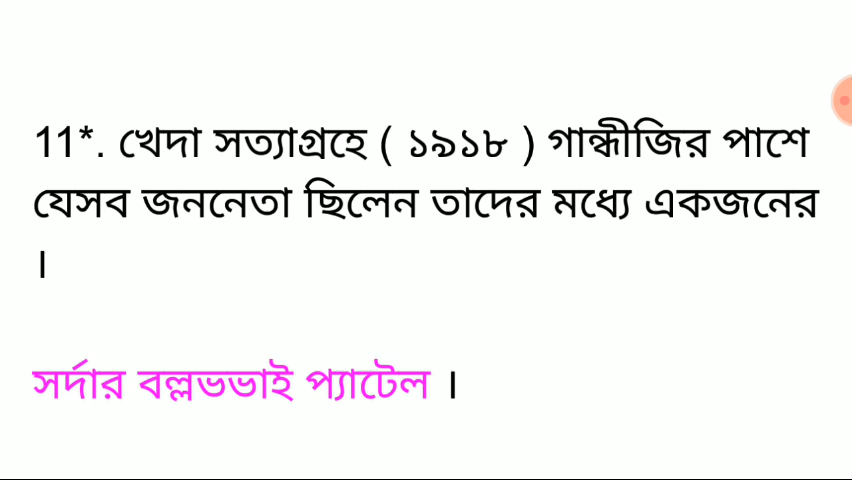 11*. খেদা সত্যাগ্রহে ( ১৯১৮ ) গান্ধীজির পাশে
যেসব জননেতা ছিলেন তাদের মধ্যে একজনের
।
সর্দার বল্লভভাই প্যাটেল ।